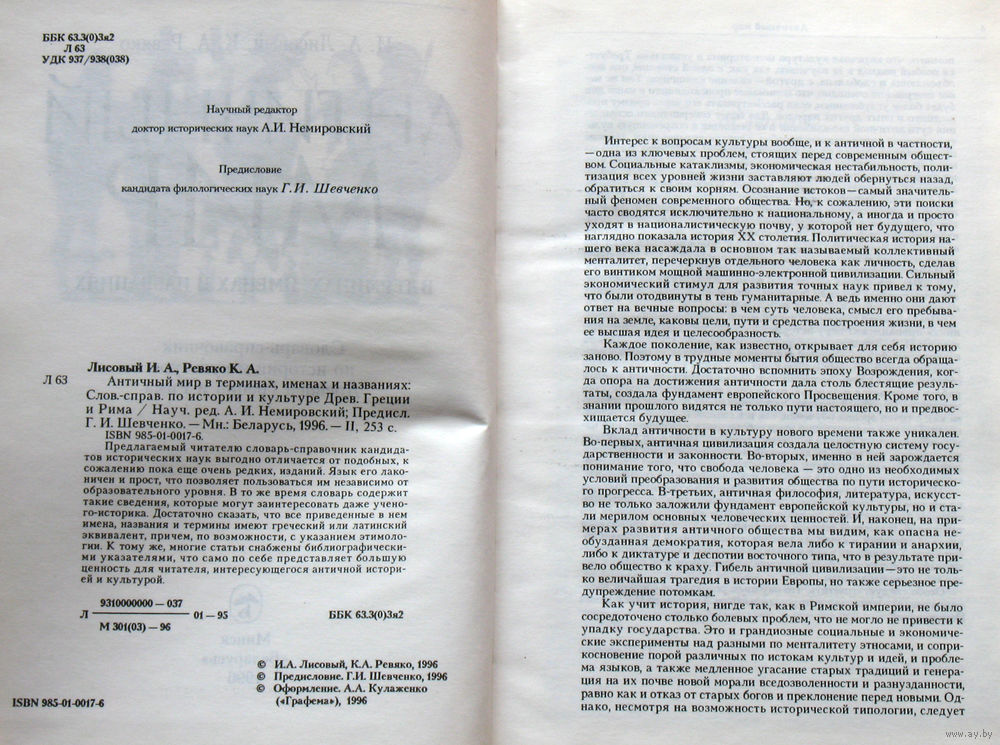 ББК 63.3(0)3я2
Л 63
УДК 937/938(038)
Научный редактор
доктор исторических наук А.И. Немировский
Предисловие
кандидата филологических наук Г.И. Шевченко
Лисовый И. А., Ревяко К. А.
Л 63
Античный мир в терминах, именах и названиях:
Слов.-справ. по истории и культуре Древ. Греции
и Рима / Науч. ред. А. И. Немировский; Предисл.
Г. И. Шевченко. — Мн.: Беларусь, 1996. — II, 253 с.
ISBN 985-01-0017-6.
Предлагаемый читателю словарь-справочник кандида-
тов исторических наук выгодно отличается от подобных, к
сожалению пока еще очень редких, изданий. Язык его лако-
ничен и прост, что позволяет пользоваться им независимо от
образовательного уровня. В то же время словарь содержит
такие сведения, которые могут заинтересовать даже учено-
го-историка. Достаточно сказать, что все приведенные в нем
имена, названия и термины имеют греческий или латинский
эквивалент, причем, по возможности, с указанием этимоло-
гии. К тому же, многие статьи снабжены библиографически-
ми указателями, что само по себе представляет большую
ценность для читателя, интересующегося античной истори-
ей и культурой.
Л 9310000000 — 037
М 301(03) — 96
01 — 95
ББК 63.3(0)3я2
© И.А. Лисовый, К.А. Ревяко, 1996
© Предисловие. Г.И. Шевченко, 1996
© Оформление. А.А. Кулаженко
(«Графема»), 1996
ISBN 985-01-0017-6
Интерес к вопросам культуры вообще, и к античной в частности,
—одна из ключевых проблем, стоящих перед современным общест-
вом. Социальные катаклизмы, экономическая нестабильность, поли-
тизация всех уровней жизни заставляют людей обернуться назад,
обратиться к своим корням. Осознание истоков—самый значитель-
ный феномен современного общества. Но, к сожалению, эти поиски
часто сводятся исключительно к национальному, а иногда и просто
уходят в националистическую почву, у которой нет будущего, что
наглядно показала история XX столетия. Политическая история на-
шего века насаждала в основном так называемый коллективный
менталитет, перечеркнув отдельного человека как личность, сделав
его винтиком мощной машинно-электронной цивилизации. Сильный
экономический стимул для развития точных наук привел к тому,
что были отодвинуты в тень гуманитарные. А ведь именно они дают
ответ на вечные вопросы: в чем суть человека, смысл его пребыва-
ния на земле, каковы цели, пути и средства построения жизни, в чем
ее высшая идея и целесообразность.
Каждое поколение, как известно, открывает для себя историю
заново. Поэтому в трудные моменты бытия общество всегда обраща-
лось к античности. Достаточно вспомнить эпоху Возрождения, ког-
да опора на достижения античности дала столь блестящие резуль-
таты, создала фундамент европейского Просвещения. Кроме того, в
знании прошлого видятся не только пути настоящего, но и предвос-
хищается будущее.
Вклад античности в культуру нового времени также уникален.
Во-первых, античная цивилизация создала целостную систему госу-
дарственности и законности. Во-вторых, именно в ней зарождается
понимание того, что свобода человека — это одно из необходимых
условий преобразования и развития общества по пути историческо-
го прогресса. В-третьих, античная философия, литература, искусст-
во не только заложили фундамент европейской культуры, но и ста-
ли мерилом основных человеческих ценностей. И, наконец, на при-
мерах развития античного общества мы видим, как опасна не-
обузданная демократия, которая вела либо к тирании и анархии,
либо к диктатуре и деспотии восточного типа, что в результате при-
вело общество к краху. Гибель античной цивилизации—это не толь-
ко величайшая трагедия в истории Европы, но также серьезное пре-
дупреждение потомкам.
Как учит история, нигде так, как в Римской империи, не было
сосредоточено столько болевых проблем, что не могло не привести к
упадку государства. Это и грандиозные социальные и экономиче-
ские эксперименты над разными по менталитету этносами, и сопри-
косновение порой различных по истокам культур и идей, и пробле-
ма языков, а также медленное угасание старых традиций и генера-
ция на их почве новой морали вседозволенности и разнузданности,
равно как и отказ от старых богов и преклонение перед новыми. Од-
нако, несмотря на возможность исторической типологии, следует
www.ay.by